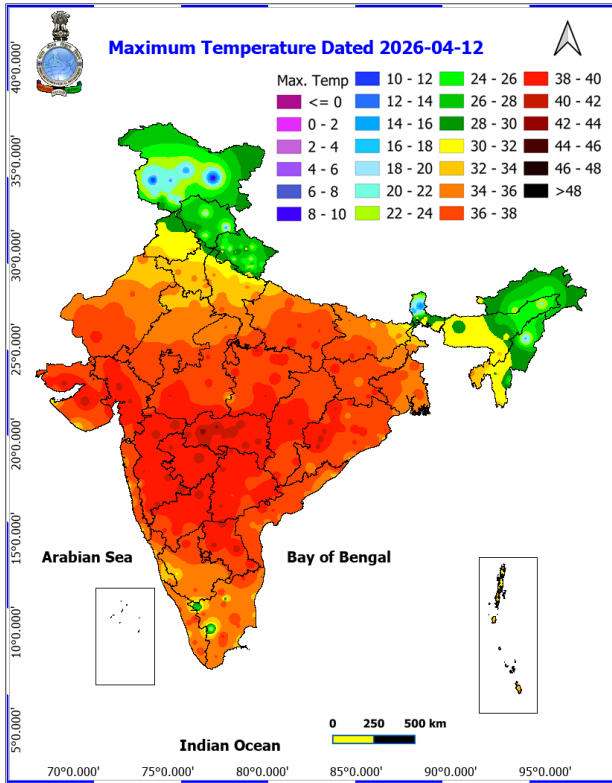 Maximum Temperature Dated 2026-04-12
Max. Temp
<= 0
0 - 2
2 - 4
4 - 6
6 - 8
8 - 10
10 - 12
12 - 14
14 - 16
16 - 18
18 - 20
20 - 22
22 - 24
24 - 26
26 - 28
28 - 30
30 - 32
32 - 34
34 - 36
36 - 38
38 - 40
40 - 42
42 - 44
44 - 46
46 - 48
>48
40°0.000'
35°0.000'
30°0.000'
25°0.000'
20°0.000'
15°0.000'
10°0.000'
5°0.000'
Arabian Sea
Bay of Bengal
0 250 500 km
Indian Ocean
70°0.000' 75°0.000' 80°0.000' 85°0.000' 90°0.000' 95°0.000'